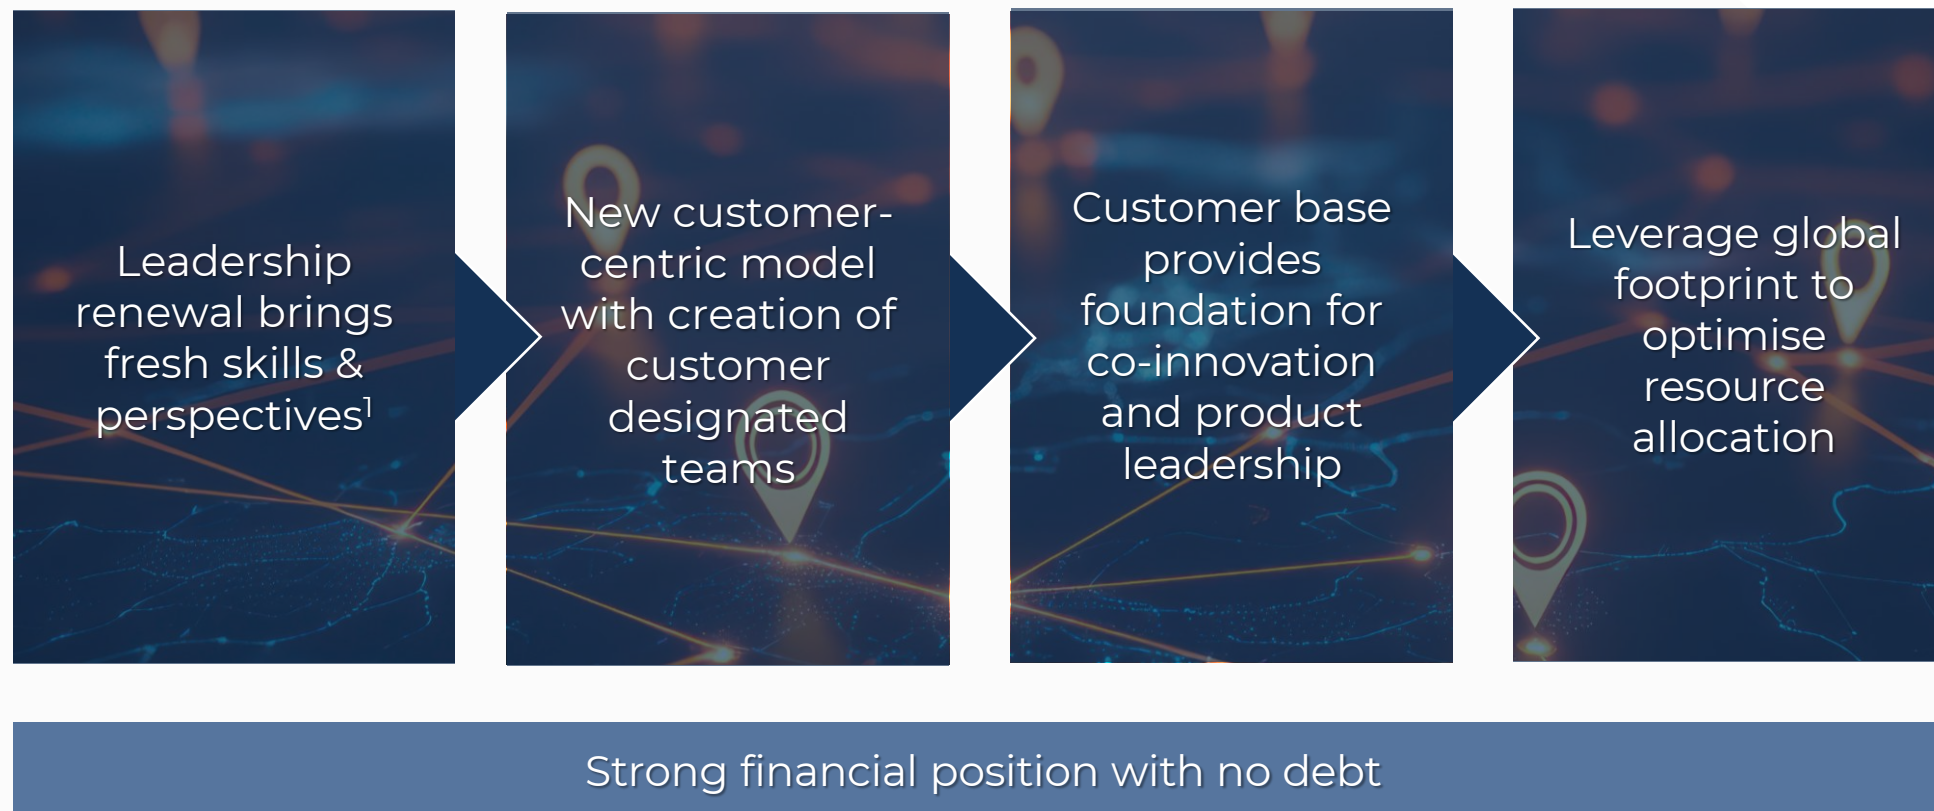 Leadership
renewal brings
fresh skills &
perspectives¹
New customer-
centric model
with creation of
customer
designated
teams
Customer base
provides
foundation for
co-innovation
and product
leadership
Leverage global
footprint to
optimise
resource
allocation
Strong financial position with no debt